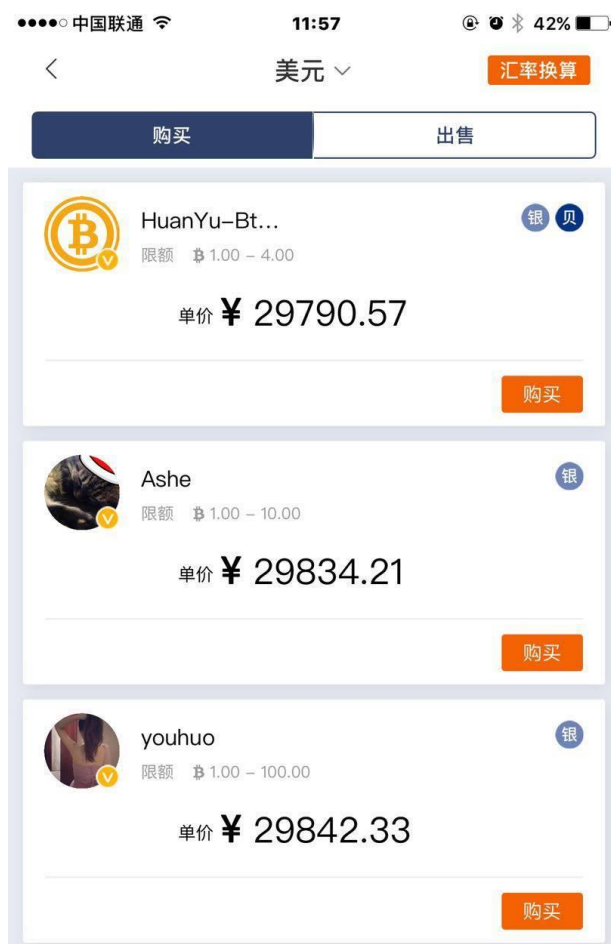 中国联通 11:57 42%
美元 汇率换算
购买 出售
HuanYu-Bt... 银 贝
限额 ฿ 1.00 – 4.00
单价 ¥ 29790.57
购买
Ashe 银
限额 ฿ 1.00 – 10.00
单价 ¥ 29834.21
购买
youhuo 银
限额 ฿ 1.00 – 100.00
单价 ¥ 29842.33
购买